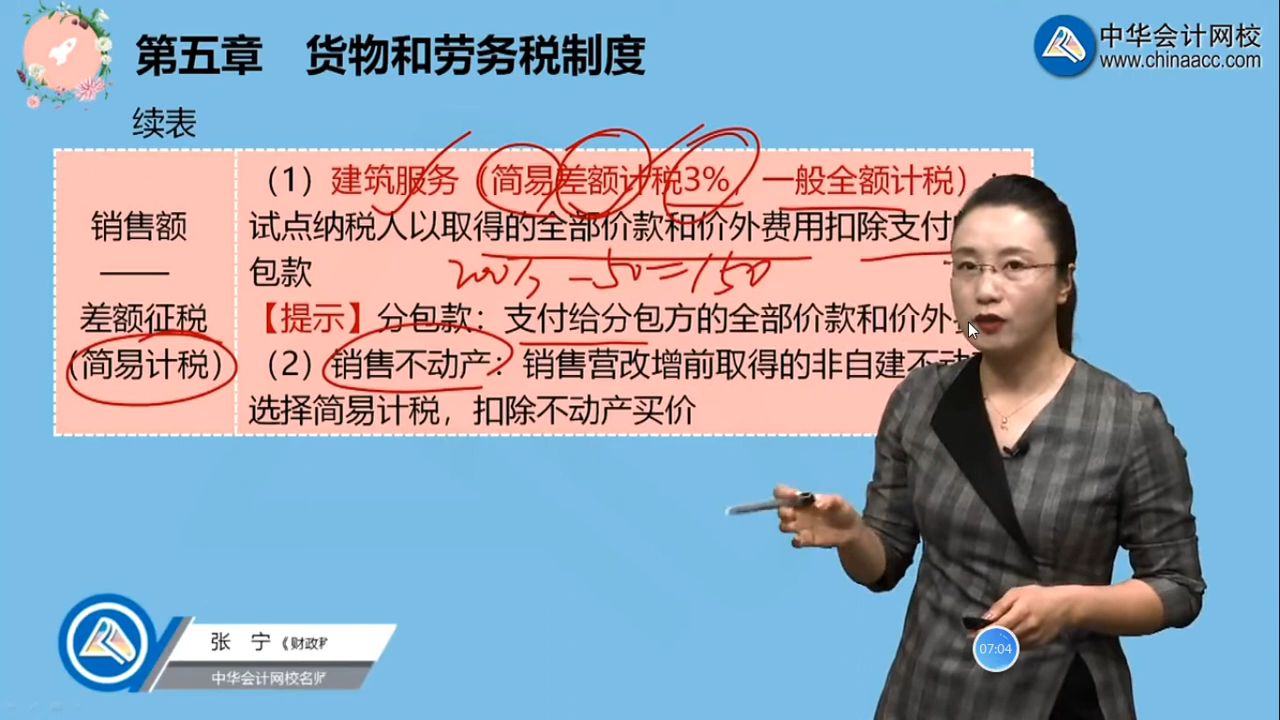 第五章 货物和劳务税制度
中华会计网校
www.chinaacc.com
续表
销售额
——
差额征税
（简易计税）
（1）建筑服务（简易差额计税3%，一般全额计税）：
试点纳税人以取得的全部价款和价外费用扣除支付
包款
200万-50=150
【提示】分包款：支付给分包方的全部价款和价外
（2）销售不动产：销售营改增前取得的非自建不动
选择简易计税，扣除不动产买价
张 宁《财政
中华会计网校名
07:04